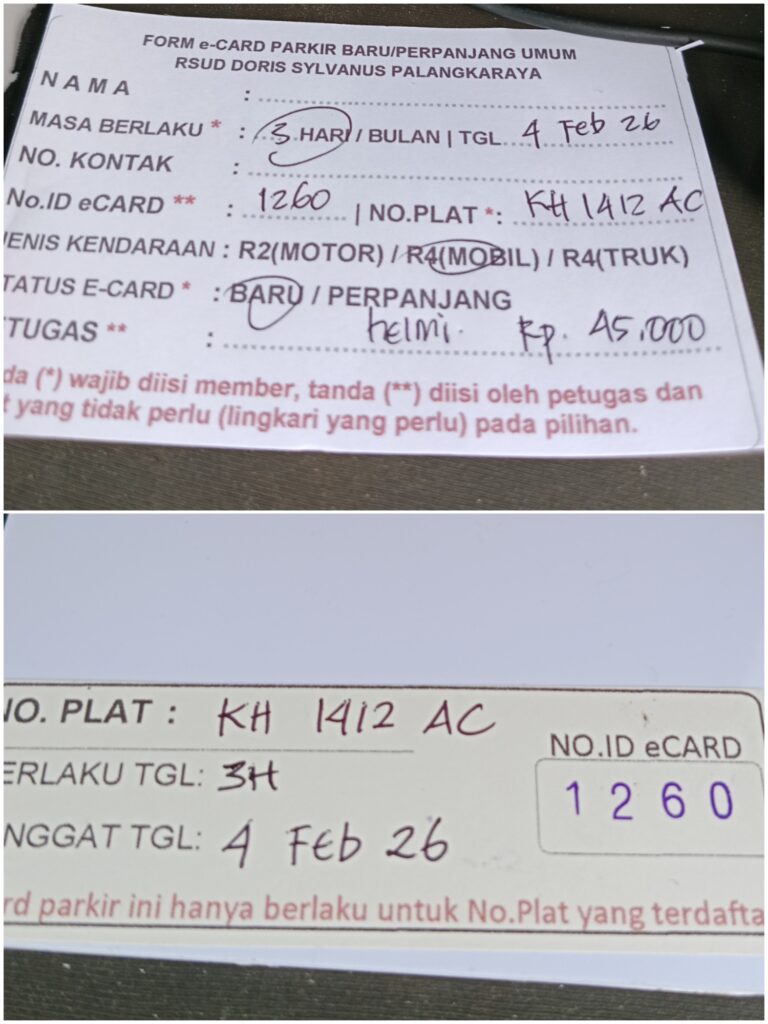 FORM e-CARD PARKIR BARU/PERPANJANG UMUM
RSUD DORIS SYLVANUS PALANGKARAYA
NAMA :
MASA BERLAKU * : 3 HARI / BULAN | TGL 4 Feb 26
NO. KONTAK :
No.ID eCARD ** : 1260 | NO.PLAT *: KH 1412 AC
JENIS KENDARAAN : R2(MOTOR) / R4(MOBIL) / R4(TRUK)
TATUS E-CARD * : BARU / PERPANJANG
TUGAS ** : helmi. Rp. 45.000
da (*) wajib diisi member, tanda (**) diisi oleh petugas dan
t yang tidak perlu (lingkari yang perlu) pada pilihan.
NO. PLAT : KH 1412 AC
NO.ID eCARD
ERLAKU TGL: 3H
1260
NGGAT TGL: 4 Feb 26
rd parkir ini hanya berlaku untuk No.Plat yang terdafta